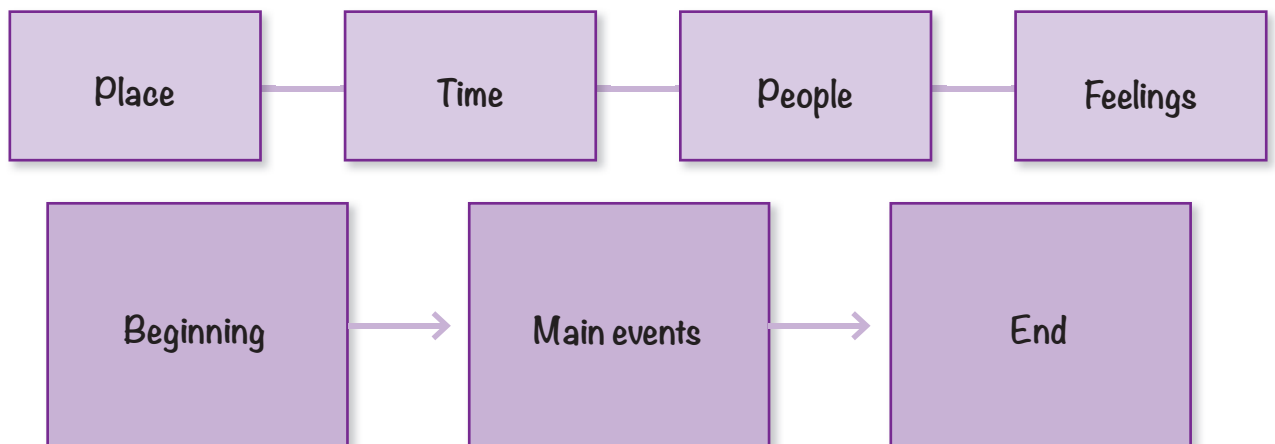 Place
Time
People
Feelings
Beginning
Main events
End